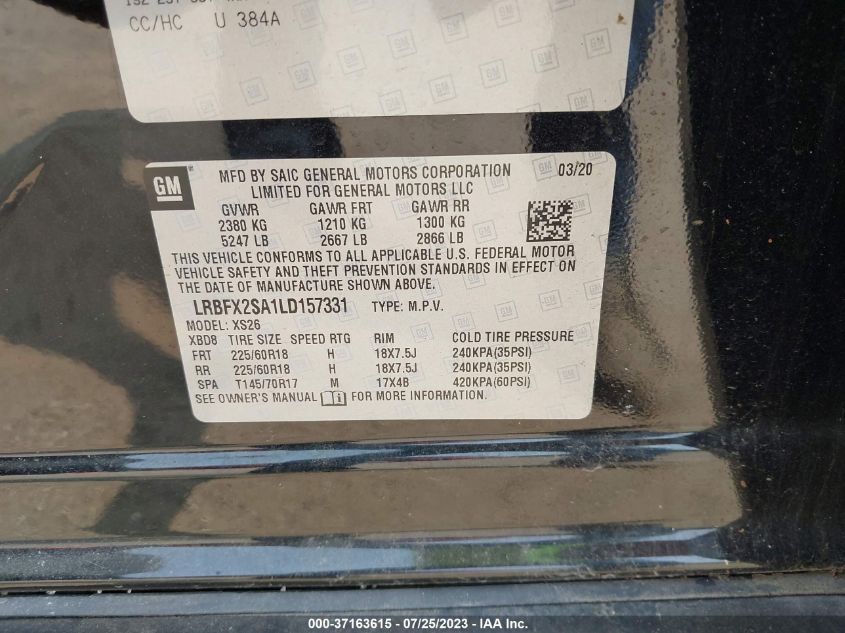 CC/HC U 384A
GM
MFD BY SAIC GENERAL MOTORS CORPORATION 03/20
LIMITED FOR GENERAL MOTORS LLC
GVWR GAWR FRT GAWR RR
2380 KG 1210 KG 1300 KG
5247 LB 2667 LB 2866 LB
THIS VEHICLE CONFORMS TO ALL APPLICABLE U.S. FEDERAL MOTOR
VEHICLE SAFETY AND THEFT PREVENTION STANDARDS IN EFFECT ON
THE DATE OF MANUFACTURE SHOWN ABOVE.
LRBFX2SA1LD157331 TYPE: M.P.V.
MODEL: XS26
XBD8 TIRE SIZE SPEED RTG RIM COLD TIRE PRESSURE
FRT 225/60R18 H 18X7.5J 240KPA(35PSI)
RR 225/60R18 H 18X7.5J 240KPA(35PSI)
SPA T145/70R17 M 17X4B 420KPA(60PSI)
SEE OWNER'S MANUAL FOR MORE INFORMATION.
000-37163615 - 07/25/2023 - IAA Inc.